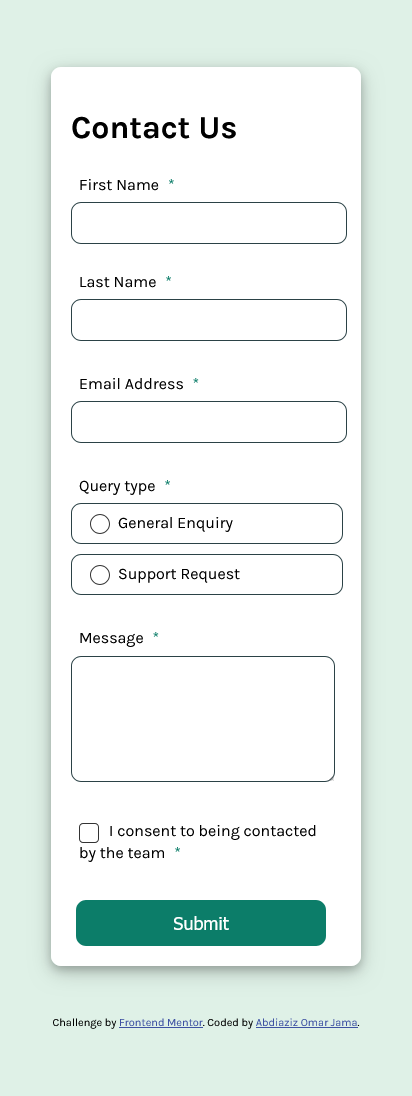 Contact Us
First Name *
Last Name *
Email Address *
Query type *
General Enquiry
Support Request
Message *
I consent to being contacted
by the team *
Submit
Challenge by Frontend Mentor. Coded by Abdiaziz Omar Jama.